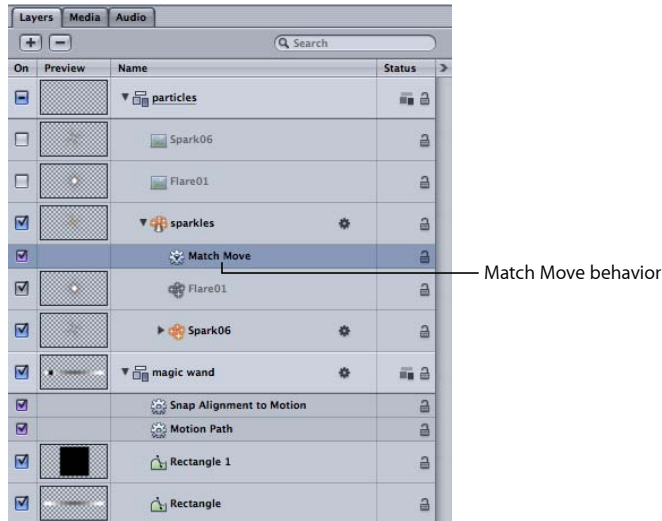 Layers Media Audio
+ − Search
On Preview Name Status >
particles
Spark06
Flare01
sparkles
Match Move
Match Move behavior
Flare01
Spark06
magic wand
Snap Alignment to Motion
Motion Path
Rectangle 1
Rectangle